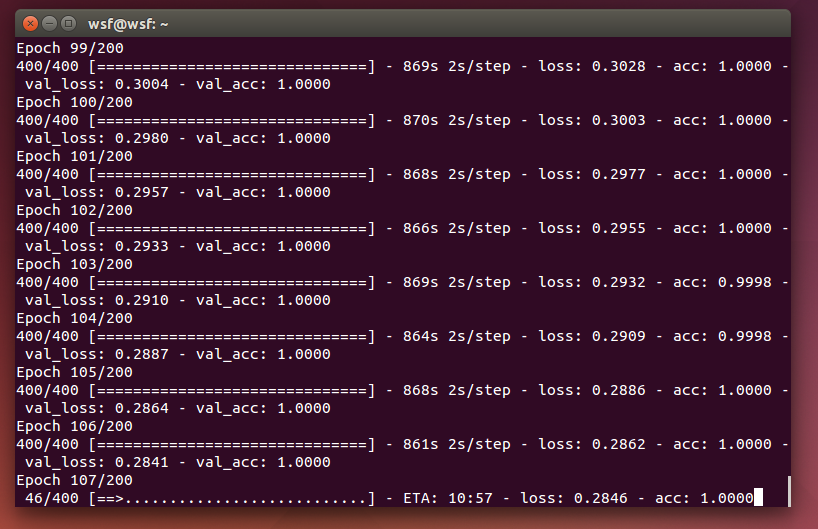 wsf@wsf: ~
Epoch 99/200
400/400 [==============================] - 869s 2s/step - loss: 0.3028 - acc: 1.0000 -
 val_loss: 0.3004 - val_acc: 1.0000
Epoch 100/200
400/400 [==============================] - 870s 2s/step - loss: 0.3003 - acc: 1.0000 -
 val_loss: 0.2980 - val_acc: 1.0000
Epoch 101/200
400/400 [==============================] - 868s 2s/step - loss: 0.2977 - acc: 1.0000 -
 val_loss: 0.2957 - val_acc: 1.0000
Epoch 102/200
400/400 [==============================] - 866s 2s/step - loss: 0.2955 - acc: 1.0000 -
 val_loss: 0.2933 - val_acc: 1.0000
Epoch 103/200
400/400 [==============================] - 869s 2s/step - loss: 0.2932 - acc: 0.9998 -
 val_loss: 0.2910 - val_acc: 1.0000
Epoch 104/200
400/400 [==============================] - 864s 2s/step - loss: 0.2909 - acc: 0.9998 -
 val_loss: 0.2887 - val_acc: 1.0000
Epoch 105/200
400/400 [==============================] - 868s 2s/step - loss: 0.2886 - acc: 1.0000 -
 val_loss: 0.2864 - val_acc: 1.0000
Epoch 106/200
400/400 [==============================] - 861s 2s/step - loss: 0.2862 - acc: 1.0000 -
 val_loss: 0.2841 - val_acc: 1.0000
Epoch 107/200
 46/400 [==>...........................] - ETA: 10:57 - loss: 0.2846 - acc: 1.0000